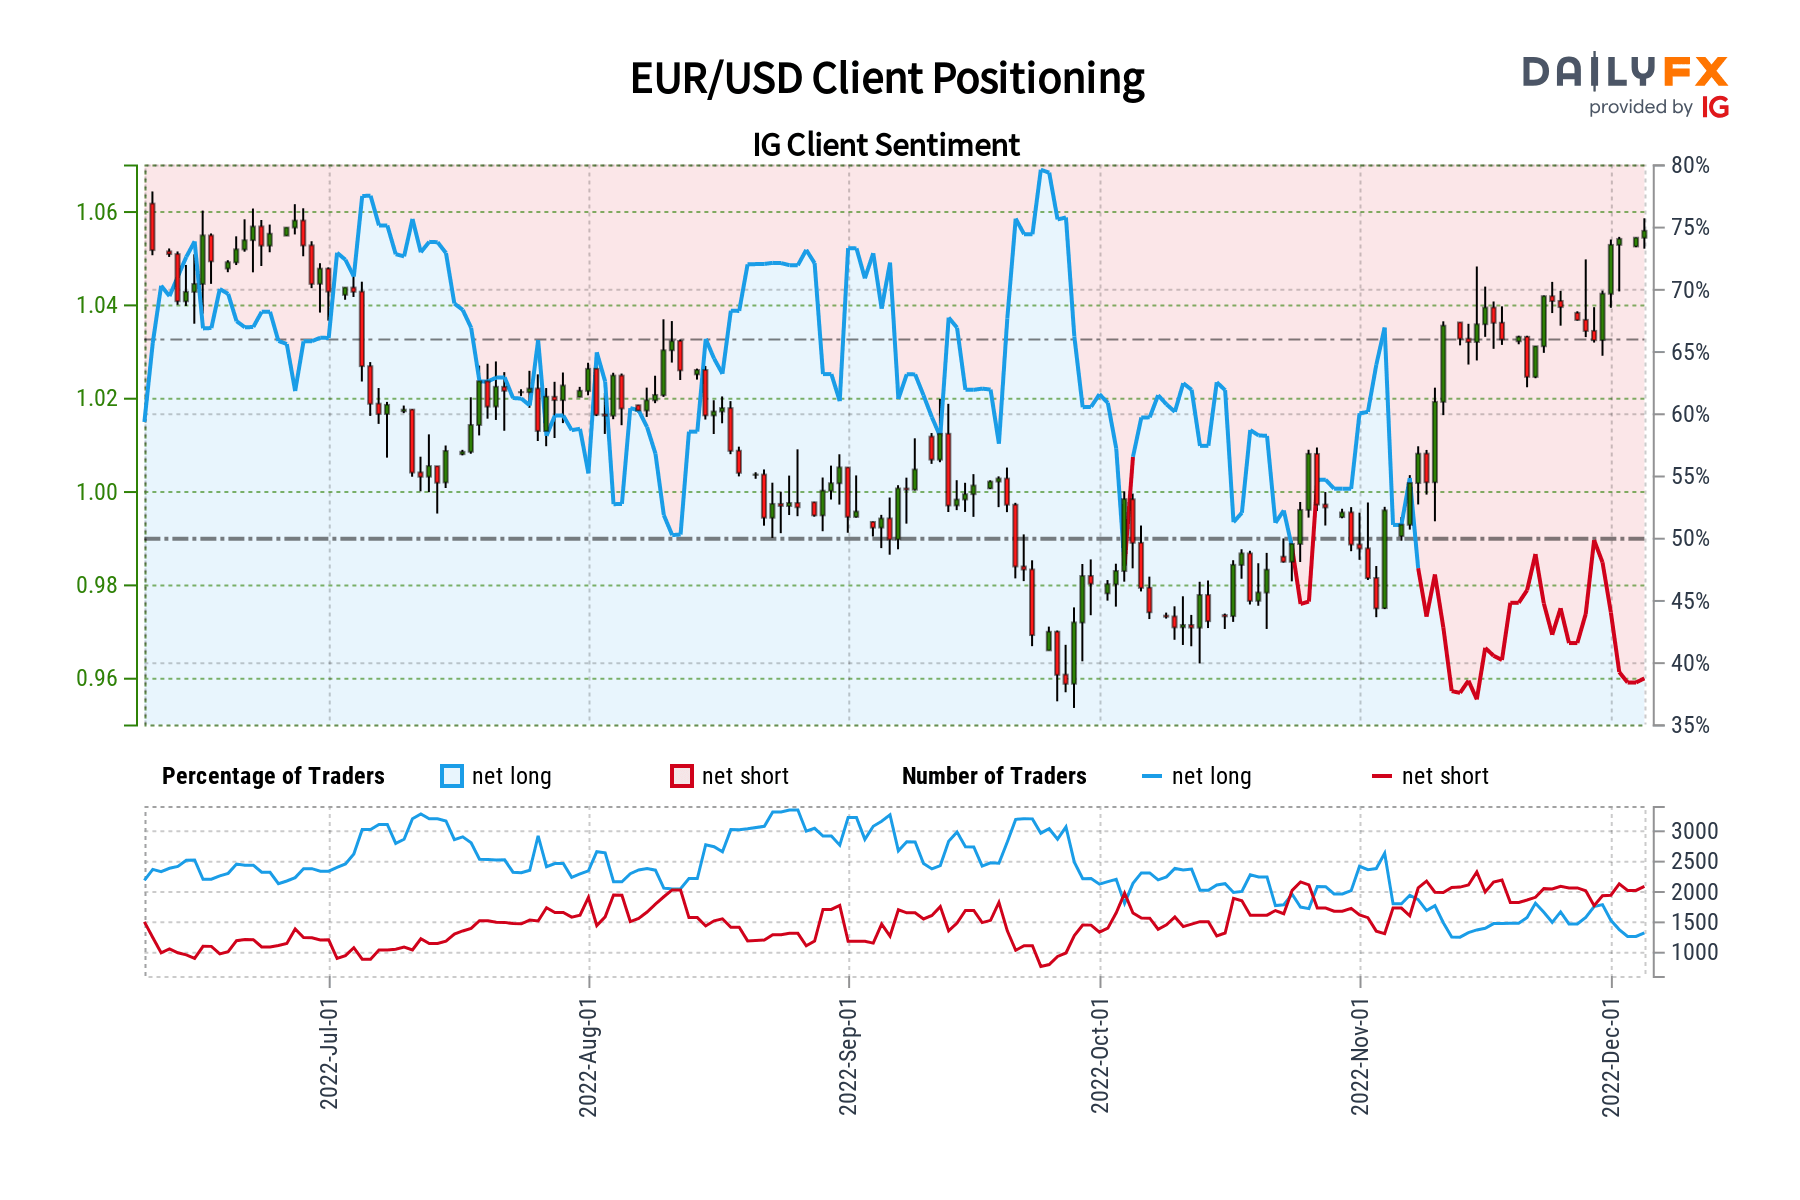 EUR/USD Client Positioning
DAILYFX
provided by IG
IG Client Sentiment
1.06
1.04
1.02
1.00
0.98
0.96
80%
75%
70%
65%
60%
55%
50%
45%
40%
35%
Percentage of Traders net long net short Number of Traders net long net short
3000
2500
2000
1500
1000
2022-Jul-01
2022-Aug-01
2022-Sep-01
2022-Oct-01
2022-Nov-01
2022-Dec-01